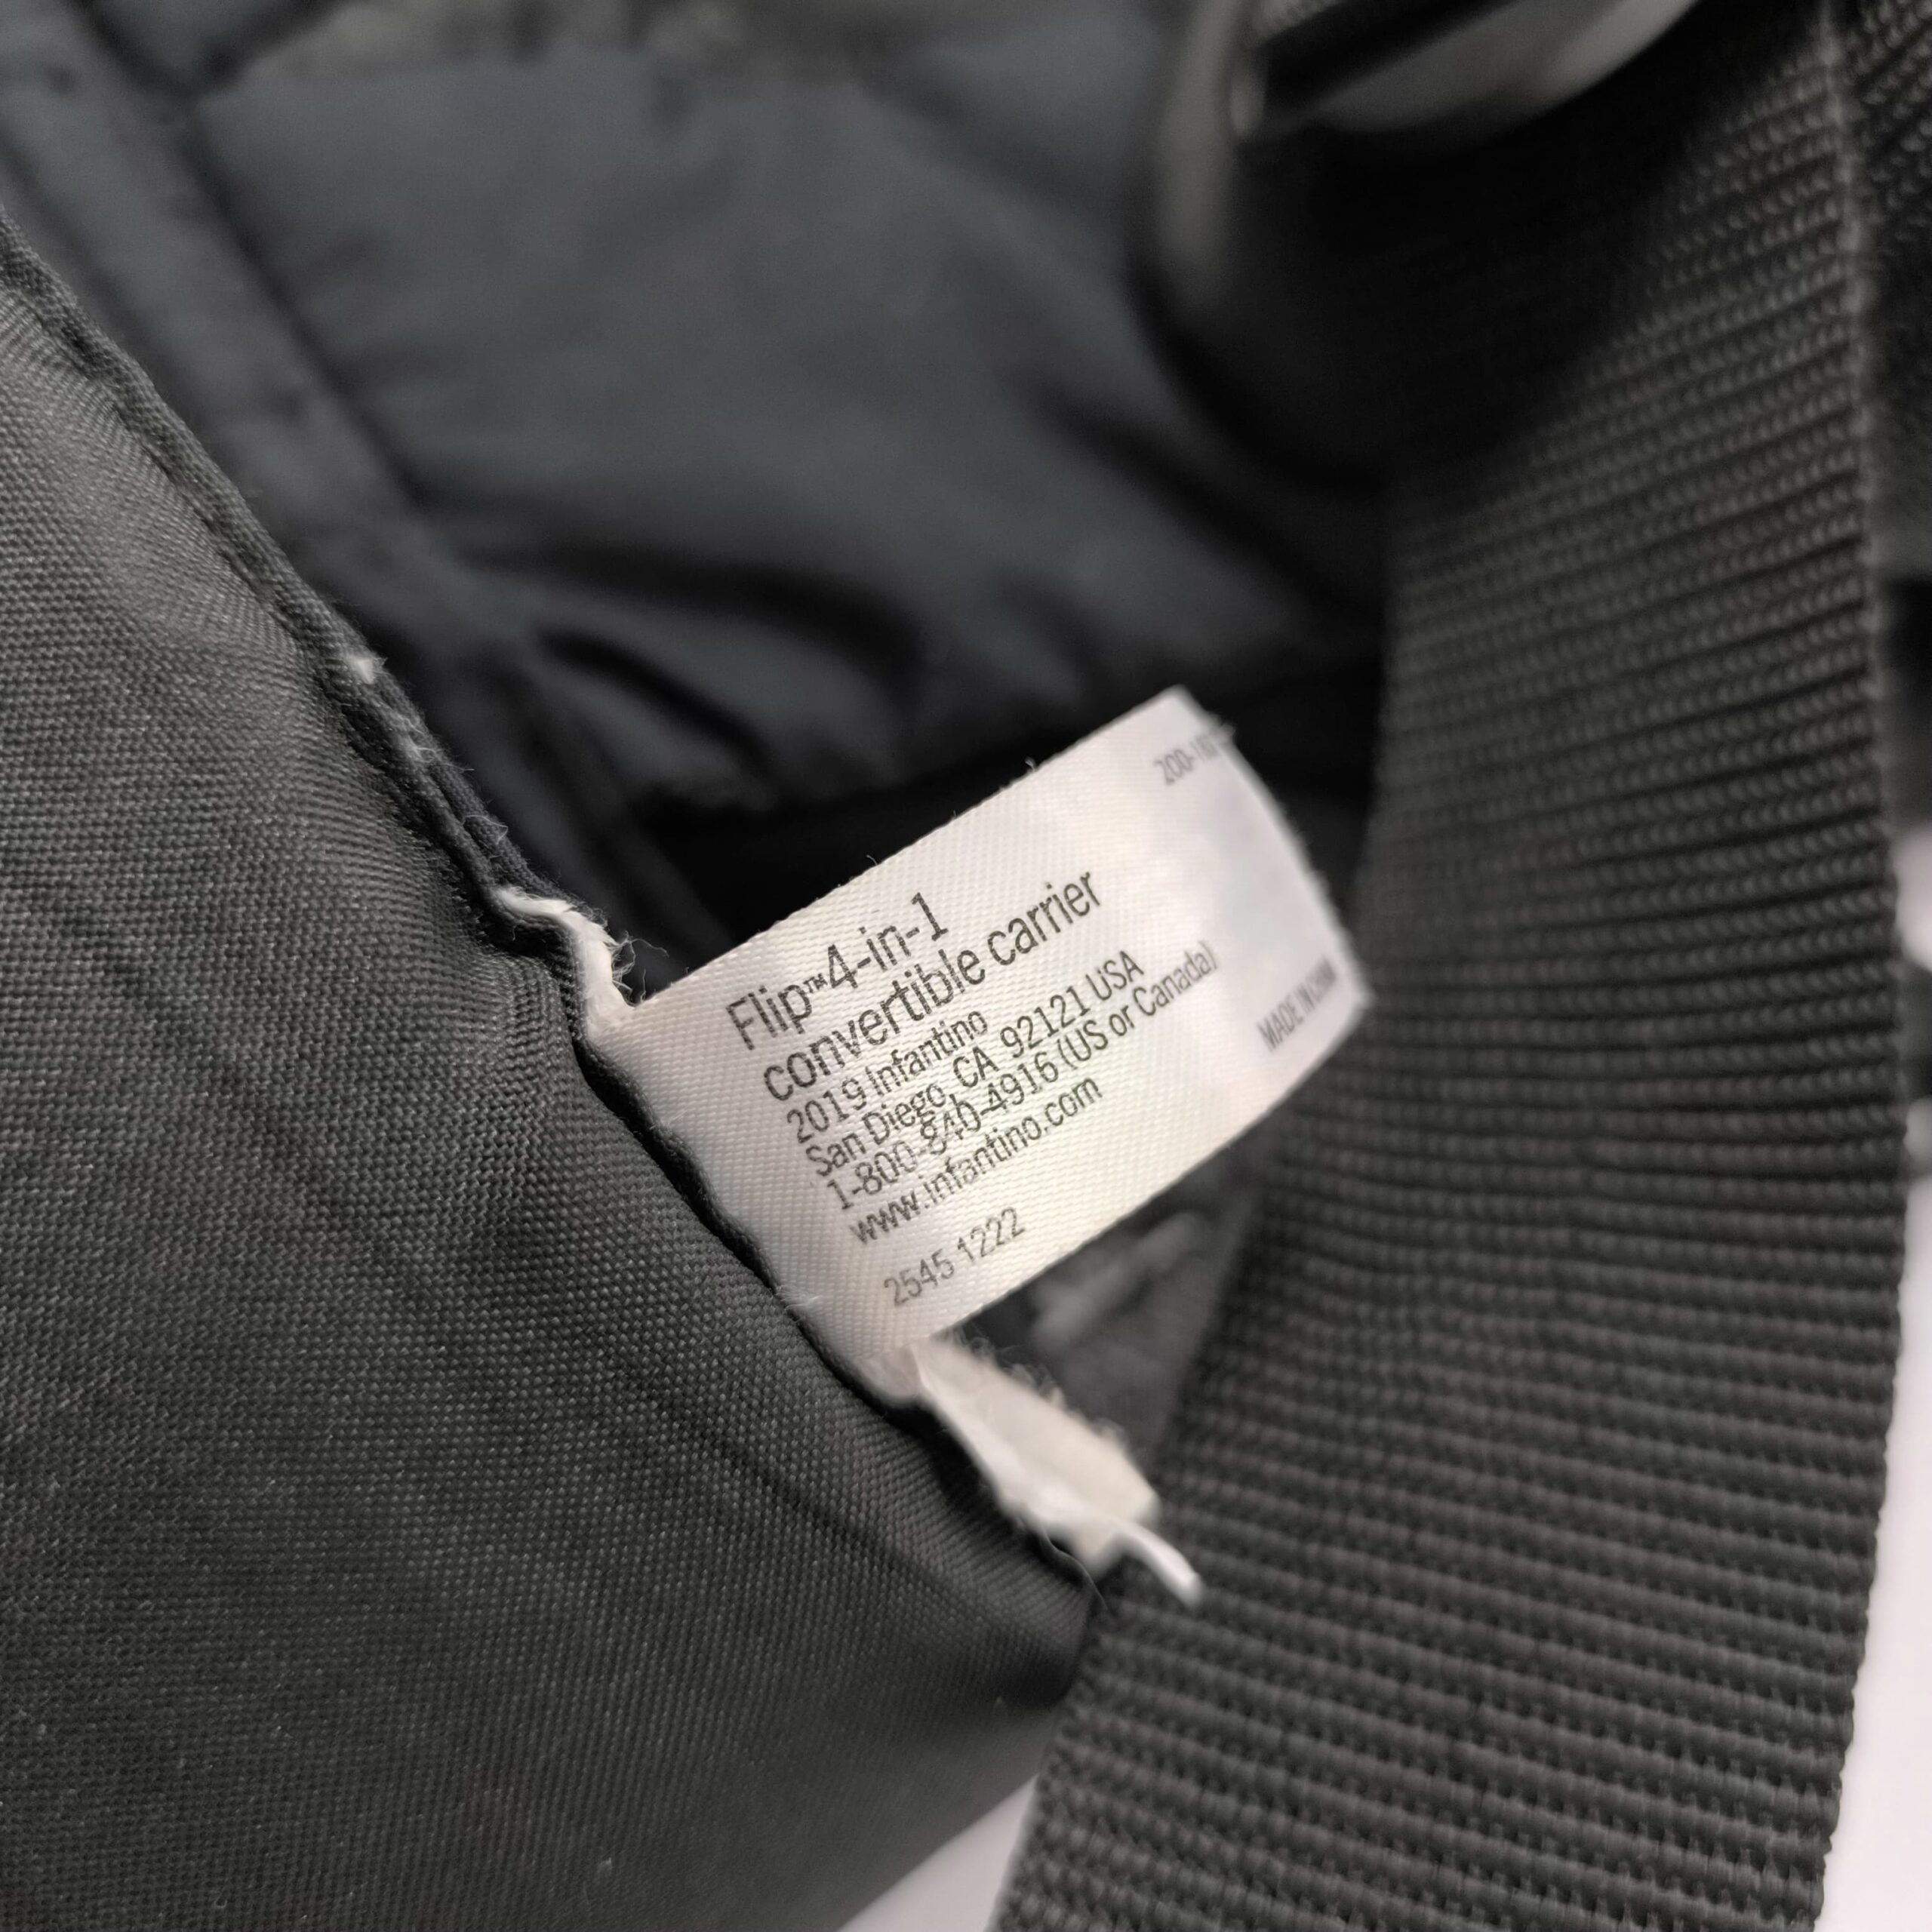 Flip™4-in-1
convertible carrier
2019 Infantino
San Diego, CA 92121 USA
1-800-840-4916 (US or Canada)
www.infantino.com
2545 1222
MADE IN CHINA